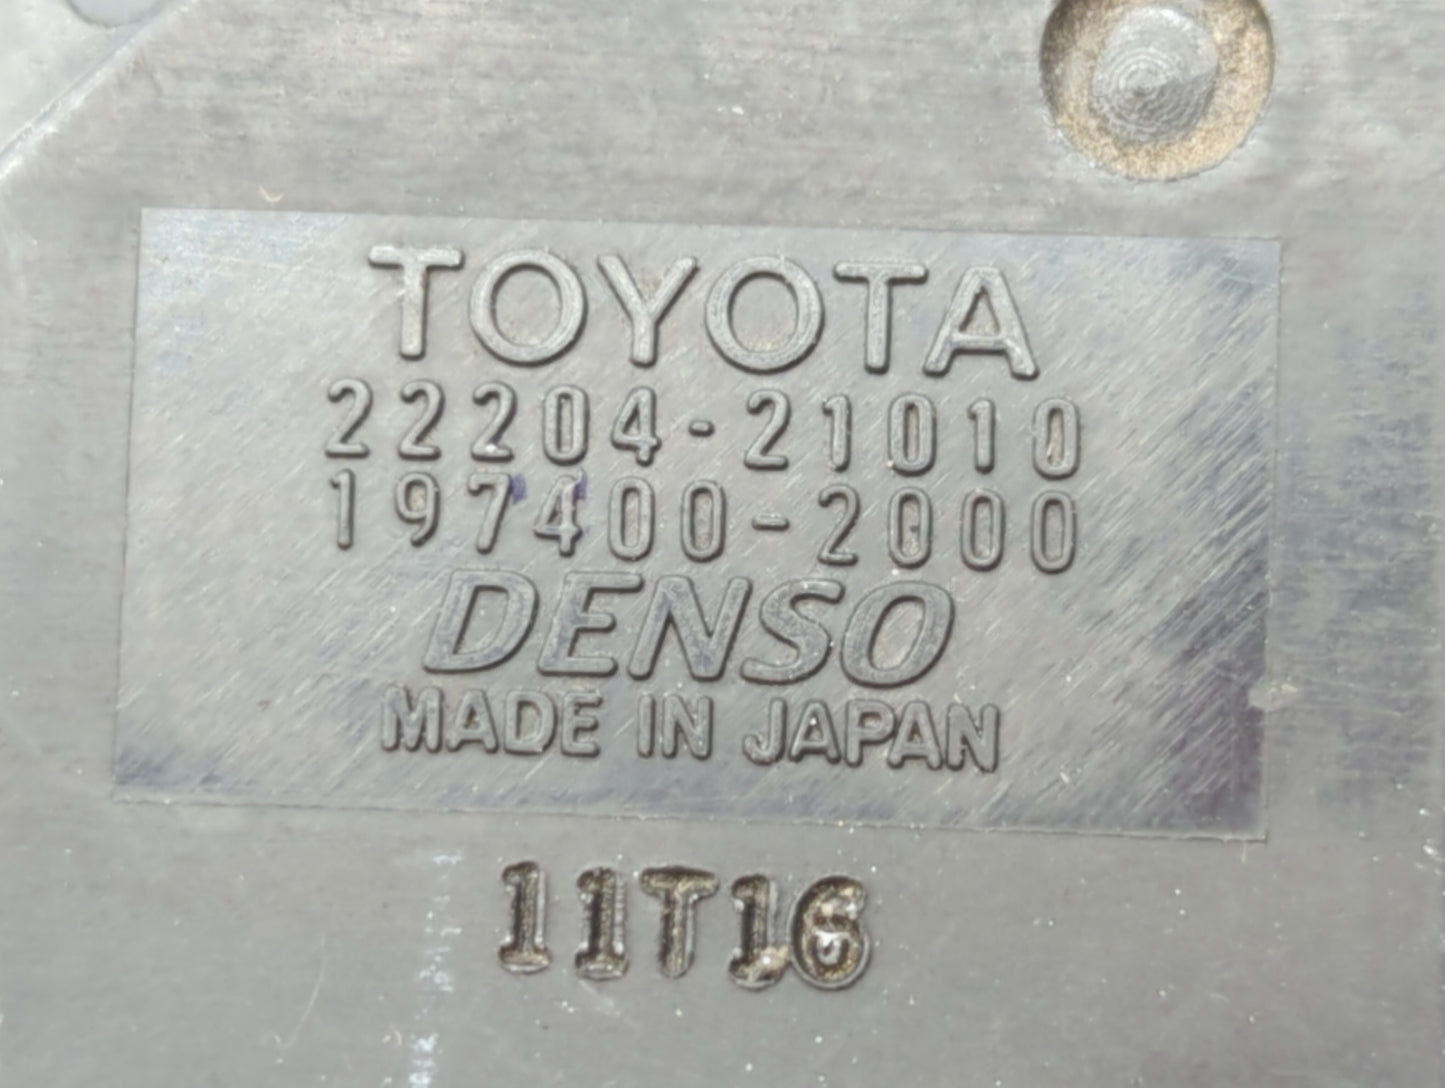 TOYOTA
22204-21010
197400-2000
DENSO
MADE IN JAPAN
11T16